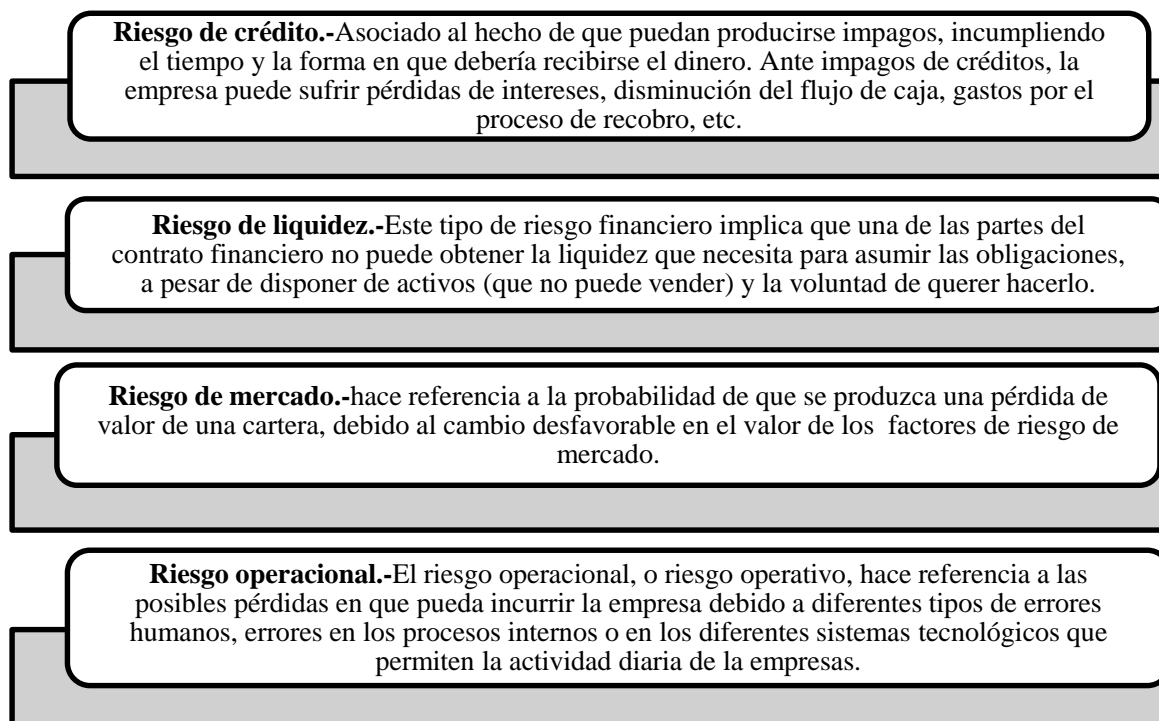 Riesgo de crédito.-Asociado al hecho de que puedan producirse impagos, incumpliendo
el tiempo y la forma en que debería recibirse el dinero. Ante impagos de créditos, la
empresa puede sufrir pérdidas de intereses, disminución del flujo de caja, gastos por el
proceso de recobro, etc.
Riesgo de liquidez.-Este tipo de riesgo financiero implica que una de las partes del
contrato financiero no puede obtener la liquidez que necesita para asumir las obligaciones,
a pesar de disponer de activos (que no puede vender) y la voluntad de querer hacerlo.
Riesgo de mercado.-hace referencia a la probabilidad de que se produzca una pérdida de
valor de una cartera, debido al cambio desfavorable en el valor de los factores de riesgo de
mercado.
Riesgo operacional.-El riesgo operacional, o riesgo operativo, hace referencia a las
posibles pérdidas en que pueda incurrir la empresa debido a diferentes tipos de errores
humanos, errores en los procesos internos o en los diferentes sistemas tecnológicos que
permiten la actividad diaria de la empresas.